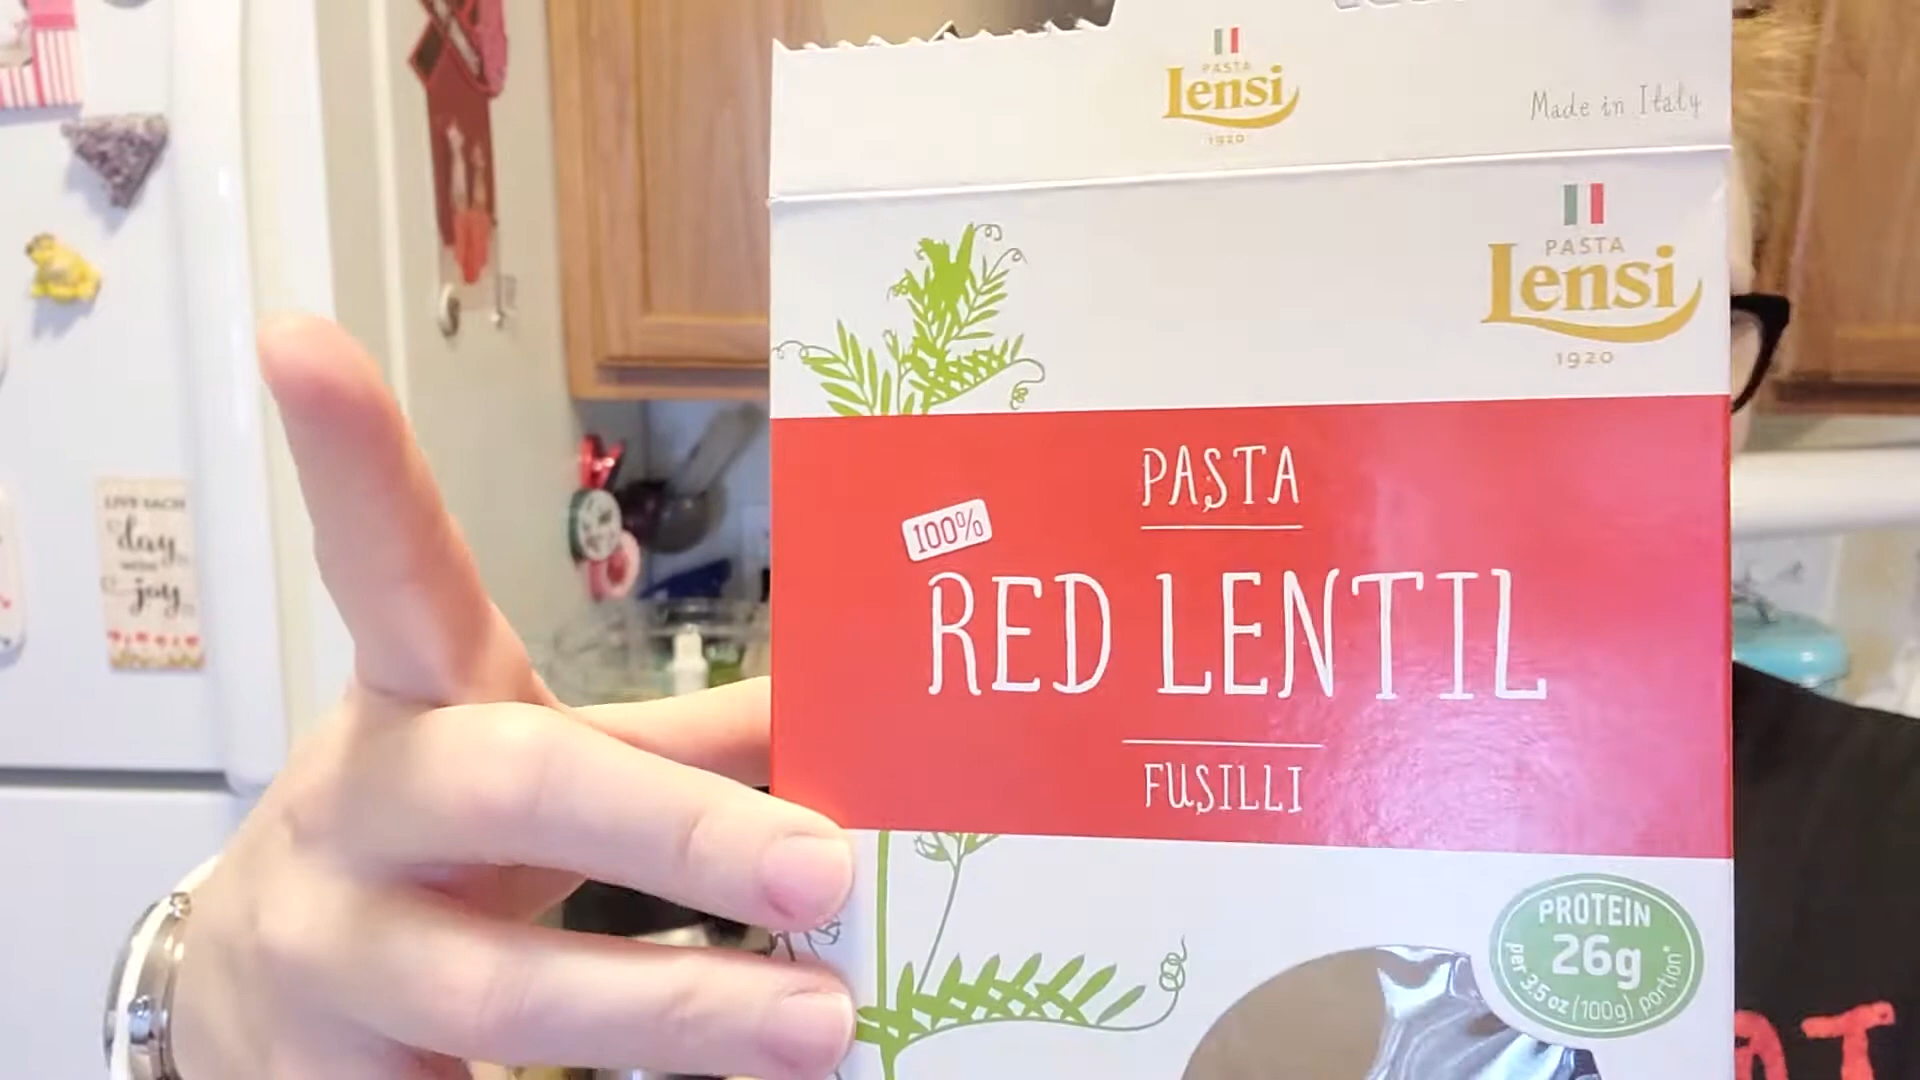 PASTA
Lensi
1920
Made in Italy
PASTA
Lensi
1920
PASTA
100%
RED LENTIL
FUSILLI
PROTEIN
26g
per 3.5 oz (100g) portion*
LIVE EACH
day
with
joy
OT